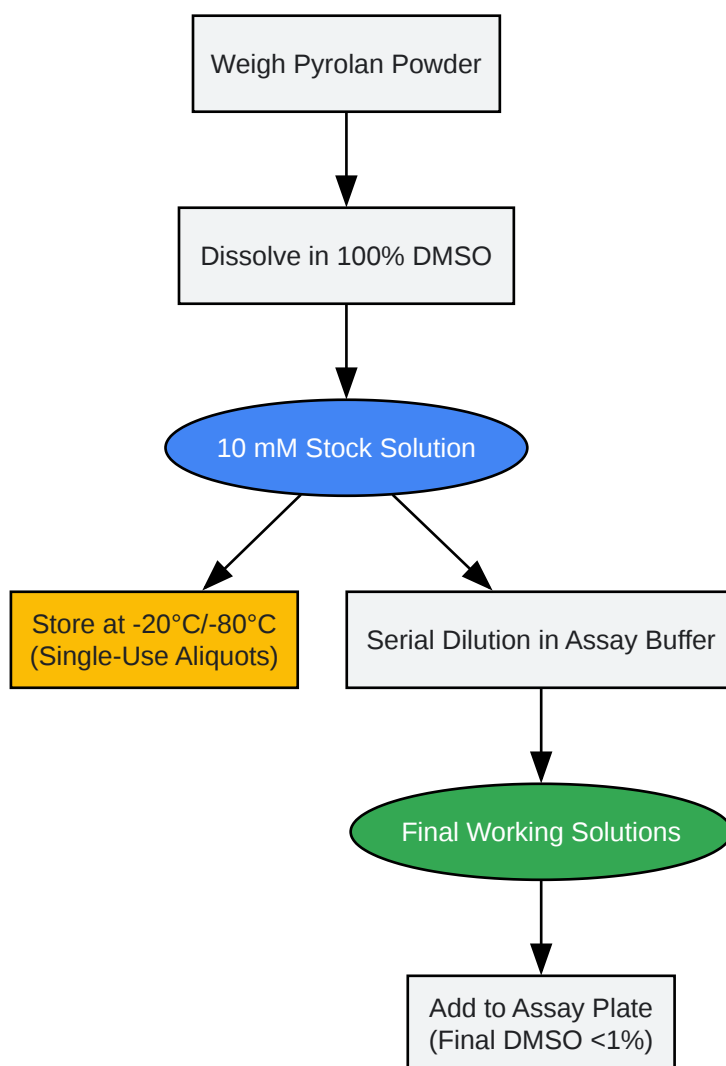 Weigh Pyrolan Powder
Dissolve in 100% DMSO
10 mM Stock Solution
Store at -20°C/-80°C
(Single-Use Aliquots)
Serial Dilution in Assay Buffer
Final Working Solutions
Add to Assay Plate
(Final DMSO <1%)